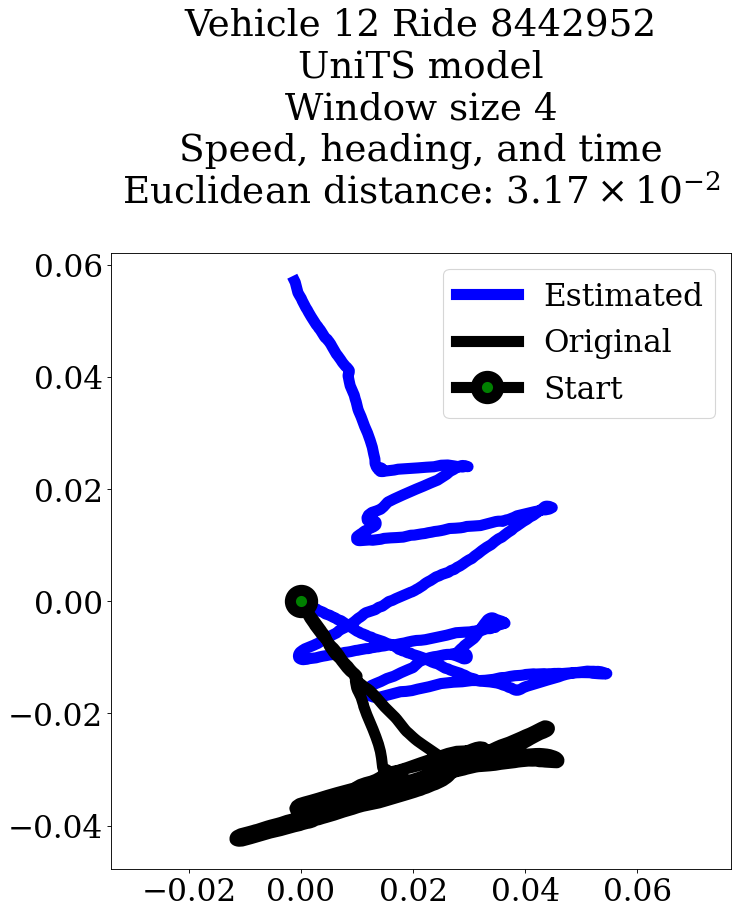 Vehicle 12 Ride 8442952
UniTS model
Window size 4
Speed, heading, and time
Euclidean distance: 3.17 × 10⁻²
0.06
Estimated
Original
0.04
Start
0.02
0.00
−0.02
−0.04
−0.02 0.00 0.02 0.04 0.06